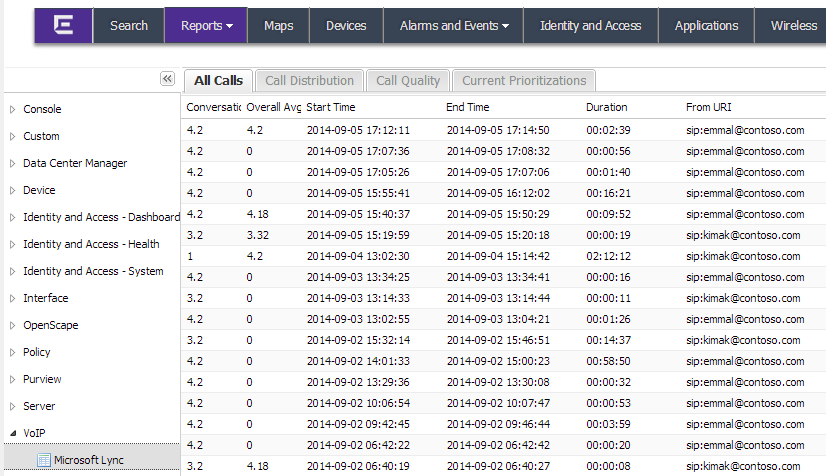 E Search Reports Maps Devices Alarms and Events Identity and Access Applications Wireless
All Calls Call Distribution Call Quality Current Prioritizations
Console
Custom
Data Center Manager
Device
Identity and Access - Dashboard
Identity and Access - Health
Identity and Access - System
Interface
OpenScape
Policy
Purview
Server
VoIP
Microsoft Lync
Conversatic Overall Avg Start Time End Time Duration From URI
4.2 4.2 2014-09-05 17:12:11 2014-09-05 17:14:50 00:02:39 sip:emmal@contoso.com
4.2 0 2014-09-05 17:07:36 2014-09-05 17:08:32 00:00:56 sip:emmal@contoso.com
4.2 0 2014-09-05 17:05:26 2014-09-05 17:07:06 00:01:40 sip:emmal@contoso.com
4.2 0 2014-09-05 15:55:41 2014-09-05 16:12:02 00:16:21 sip:emmal@contoso.com
4.2 4.18 2014-09-05 15:40:37 2014-09-05 15:50:29 00:09:52 sip:emmal@contoso.com
3.2 3.32 2014-09-05 15:19:59 2014-09-05 15:20:18 00:00:19 sip:kimak@contoso.com
1 4.2 2014-09-04 13:02:30 2014-09-04 15:14:42 02:12:12 sip:kimak@contoso.com
4.2 0 2014-09-03 13:34:25 2014-09-03 13:34:41 00:00:16 sip:emmal@contoso.com
3.2 0 2014-09-03 13:14:33 2014-09-03 13:14:44 00:00:11 sip:kimak@contoso.com
4.2 0 2014-09-03 13:02:55 2014-09-03 13:04:21 00:01:26 sip:emmal@contoso.com
3.2 0 2014-09-02 15:32:14 2014-09-02 15:46:51 00:14:37 sip:kimak@contoso.com
4.2 0 2014-09-02 14:01:33 2014-09-02 15:00:23 00:58:50 sip:emmal@contoso.com
4.2 0 2014-09-02 13:29:36 2014-09-02 13:30:08 00:00:32 sip:emmal@contoso.com
4.2 0 2014-09-02 10:06:54 2014-09-02 10:07:47 00:00:53 sip:emmal@contoso.com
4.2 0 2014-09-02 09:42:45 2014-09-02 09:46:44 00:03:59 sip:emmal@contoso.com
4.2 0 2014-09-02 06:42:22 2014-09-02 06:42:42 00:00:20 sip:emmal@contoso.com
3.2 4.18 2014-09-02 06:40:19 2014-09-02 06:40:27 00:00:08 sip:kimak@contoso.com